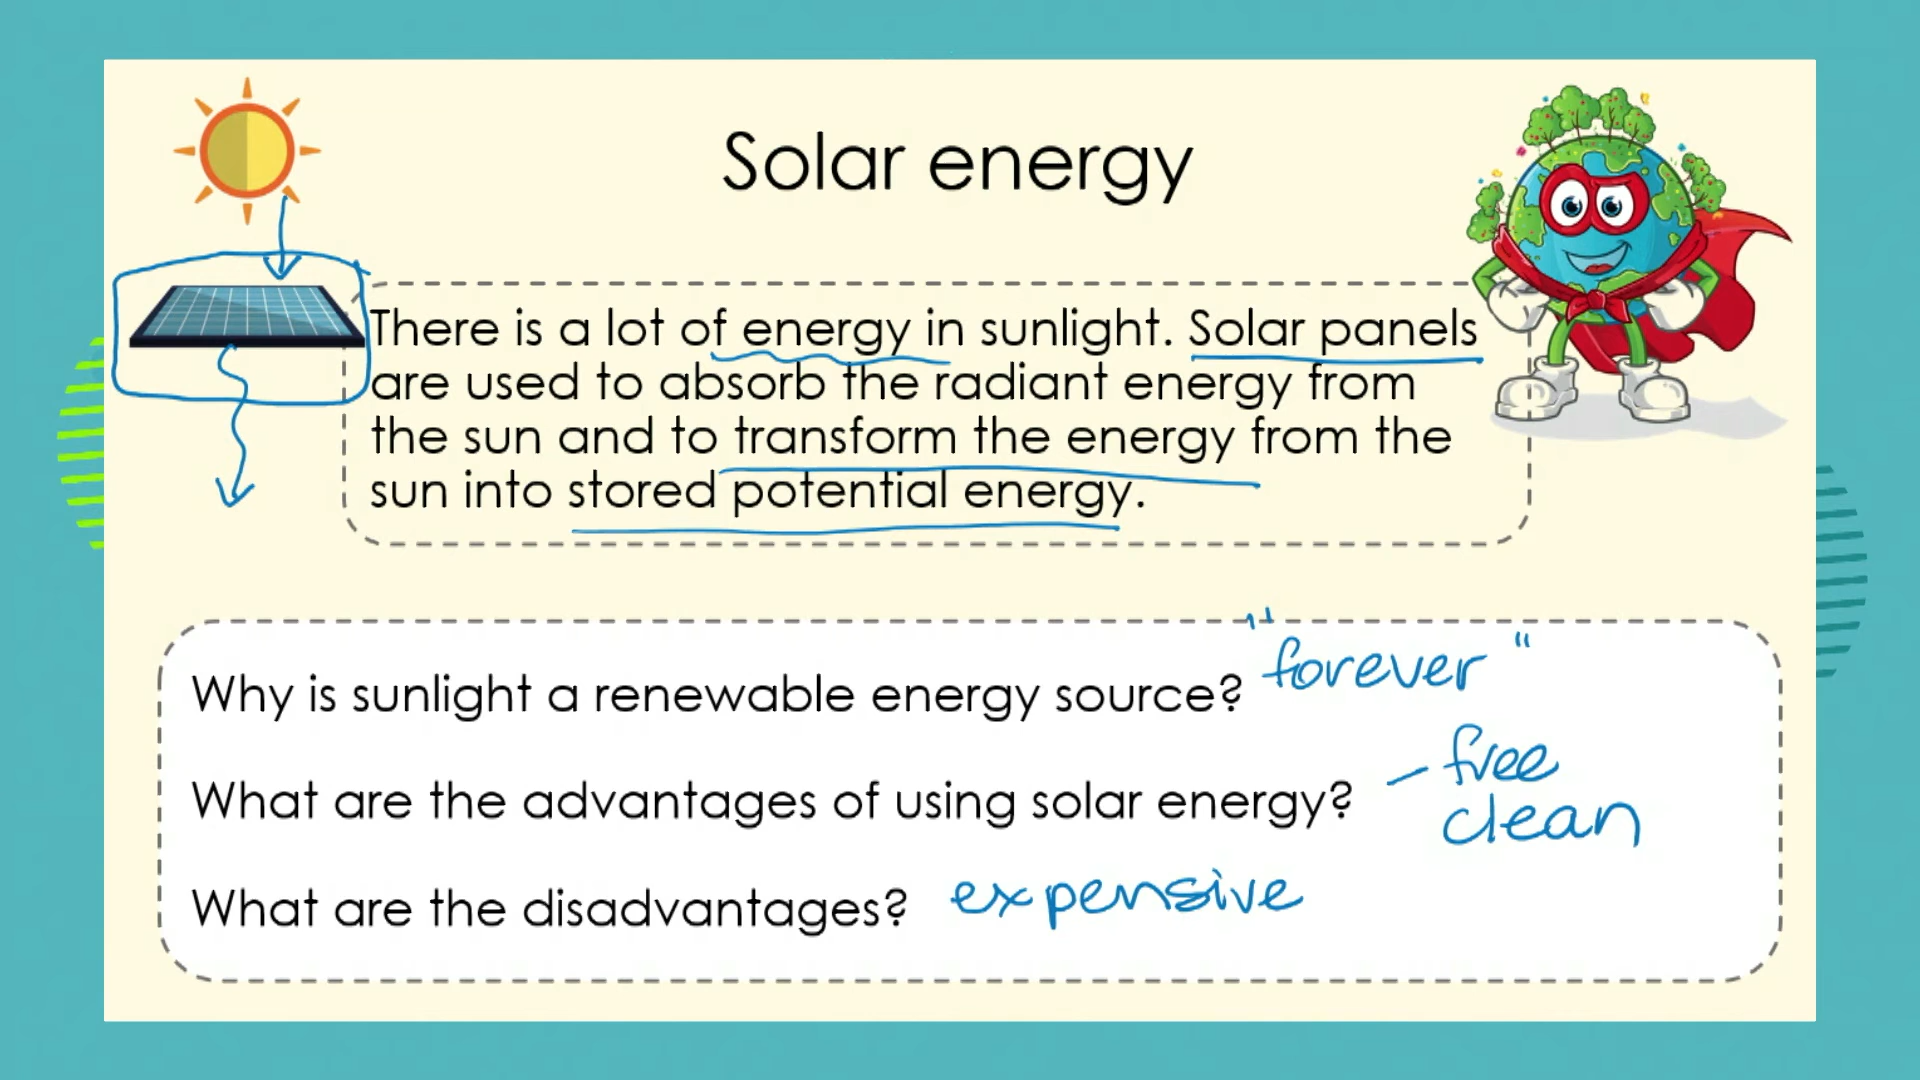 Solar energy
There is a lot of energy in sunlight. Solar panels
are used to absorb the radiant energy from
the sun and to transform the energy from the
sun into stored potential energy.
Why is sunlight a renewable energy source? "forever"
What are the advantages of using solar energy? - free
clean
What are the disadvantages? expensive